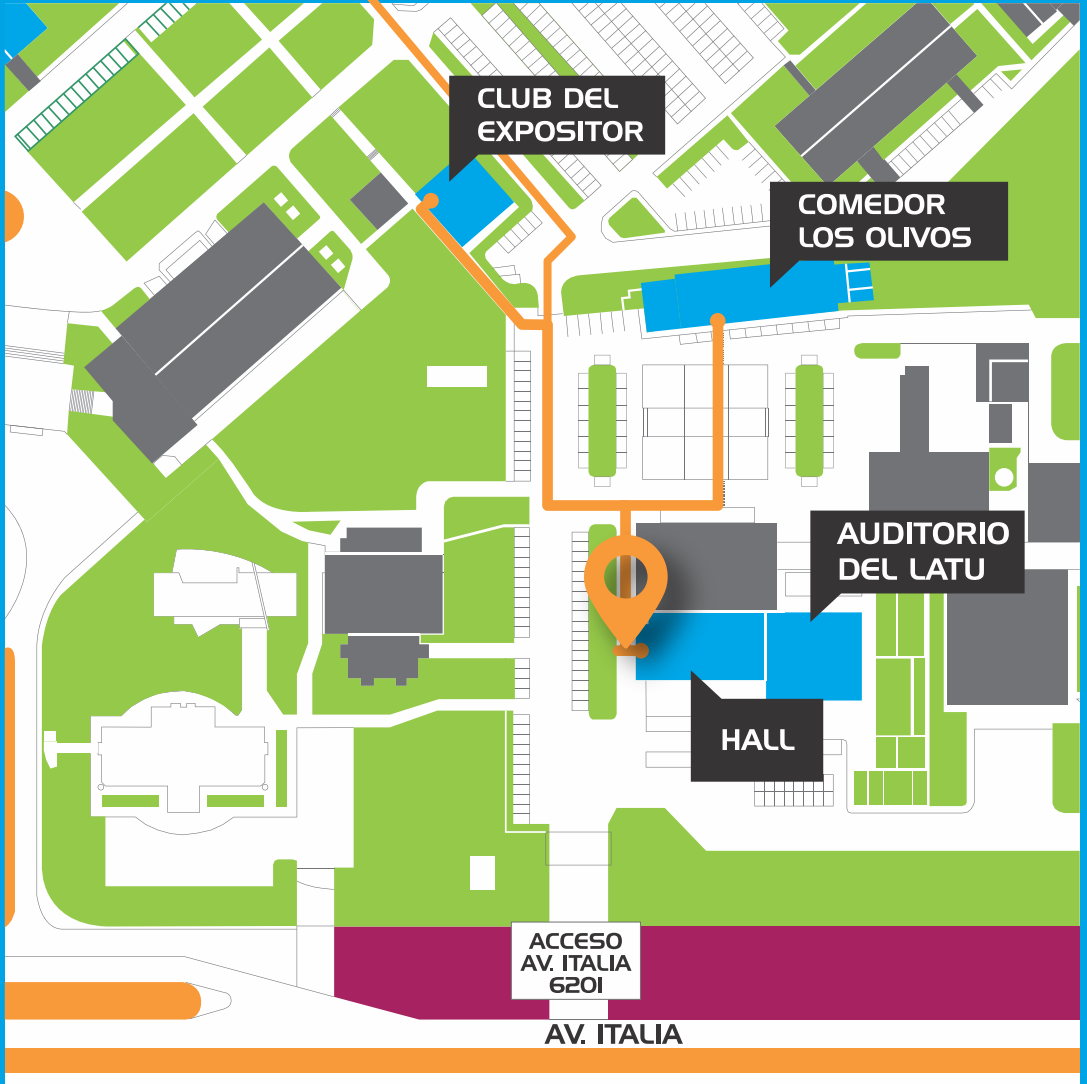 CLUB DEL
EXPOSITOR
COMEDOR
LOS OLIVOS
AUDITORIO
DEL LATU
HALL
ACCESO
AV. ITALIA
6201
AV. ITALIA